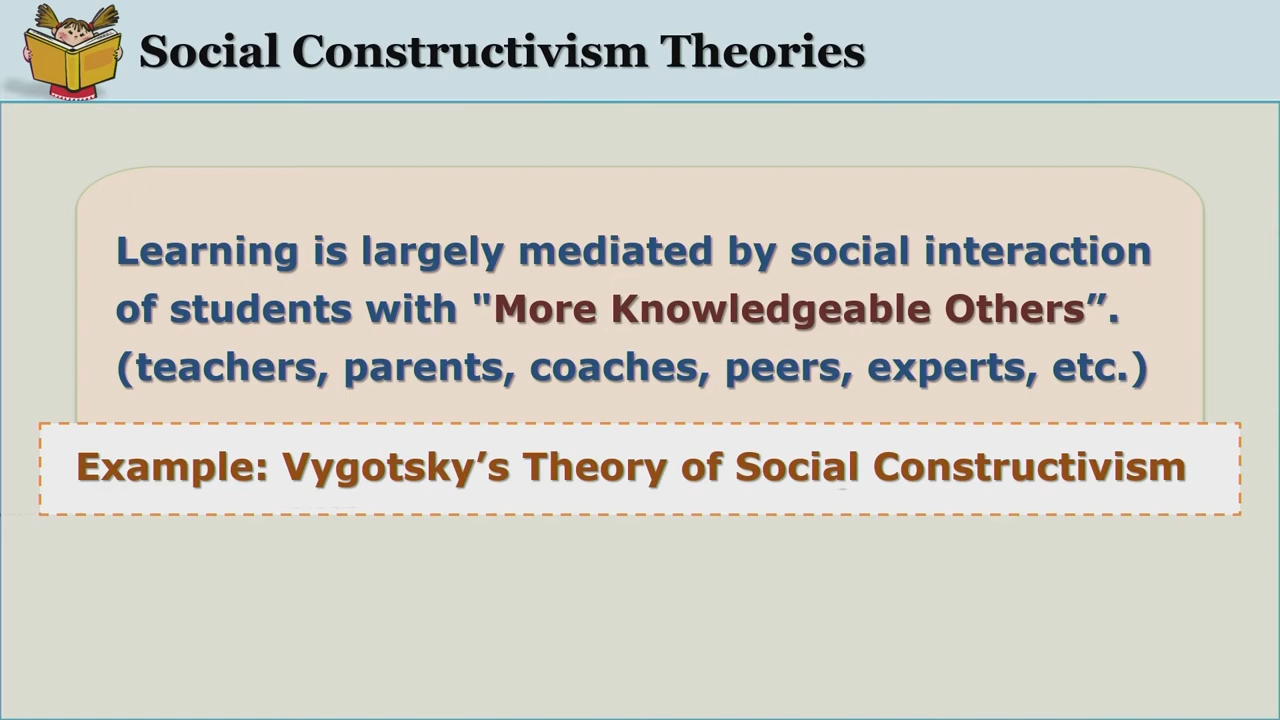 Social Constructivism Theories
Learning is largely mediated by social interaction
of students with "More Knowledgeable Others”.
(teachers, parents, coaches, peers, experts, etc.)
Example: Vygotsky’s Theory of Social Constructivism